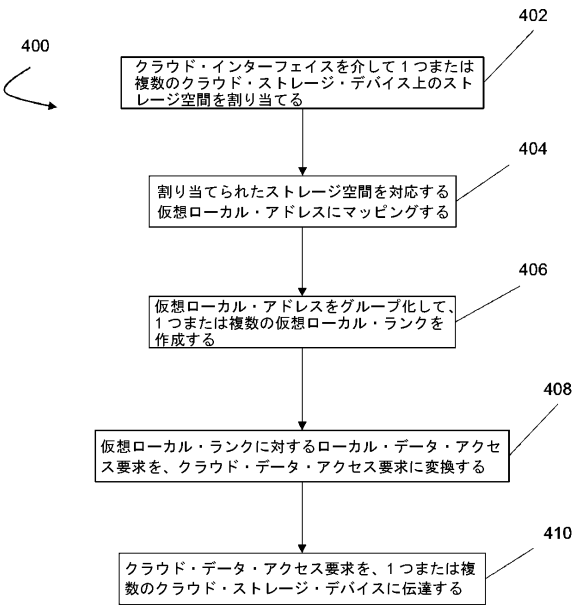 400
402
クラウド・インターフェイスを介して１つまたは
複数のクラウド・ストレージ・デバイス上のスト
レージ空間を割り当てる
404
割り当てられたストレージ空間を対応する
仮想ローカル・アドレスにマッピングする
406
仮想ローカル・アドレスをグループ化して、
１つまたは複数の仮想ローカル・ランクを
作成する
408
仮想ローカル・ランクに対するローカル・データ・アクセ
ス要求を、クラウド・データ・アクセス要求に変換する
410
クラウド・データ・アクセス要求を、１つまたは複
数のクラウド・ストレージ・デバイスに伝達する